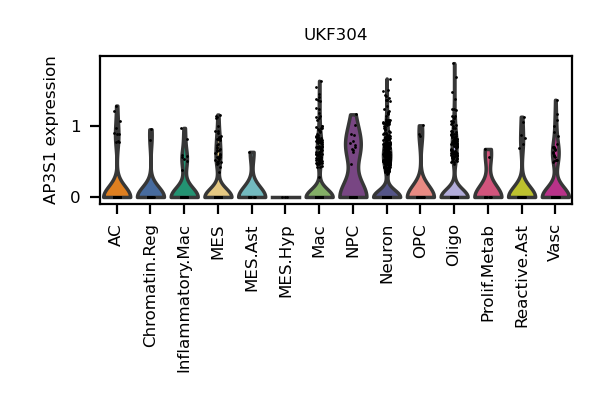 UKF304
AP3S1 expression
1
0
AC
Chromatin.Reg
Inflammatory.Mac
MES
MES.Ast
MES.Hyp
Mac
NPC
Neuron
OPC
Oligo
Prolif.Metab
Reactive.Ast
Vasc